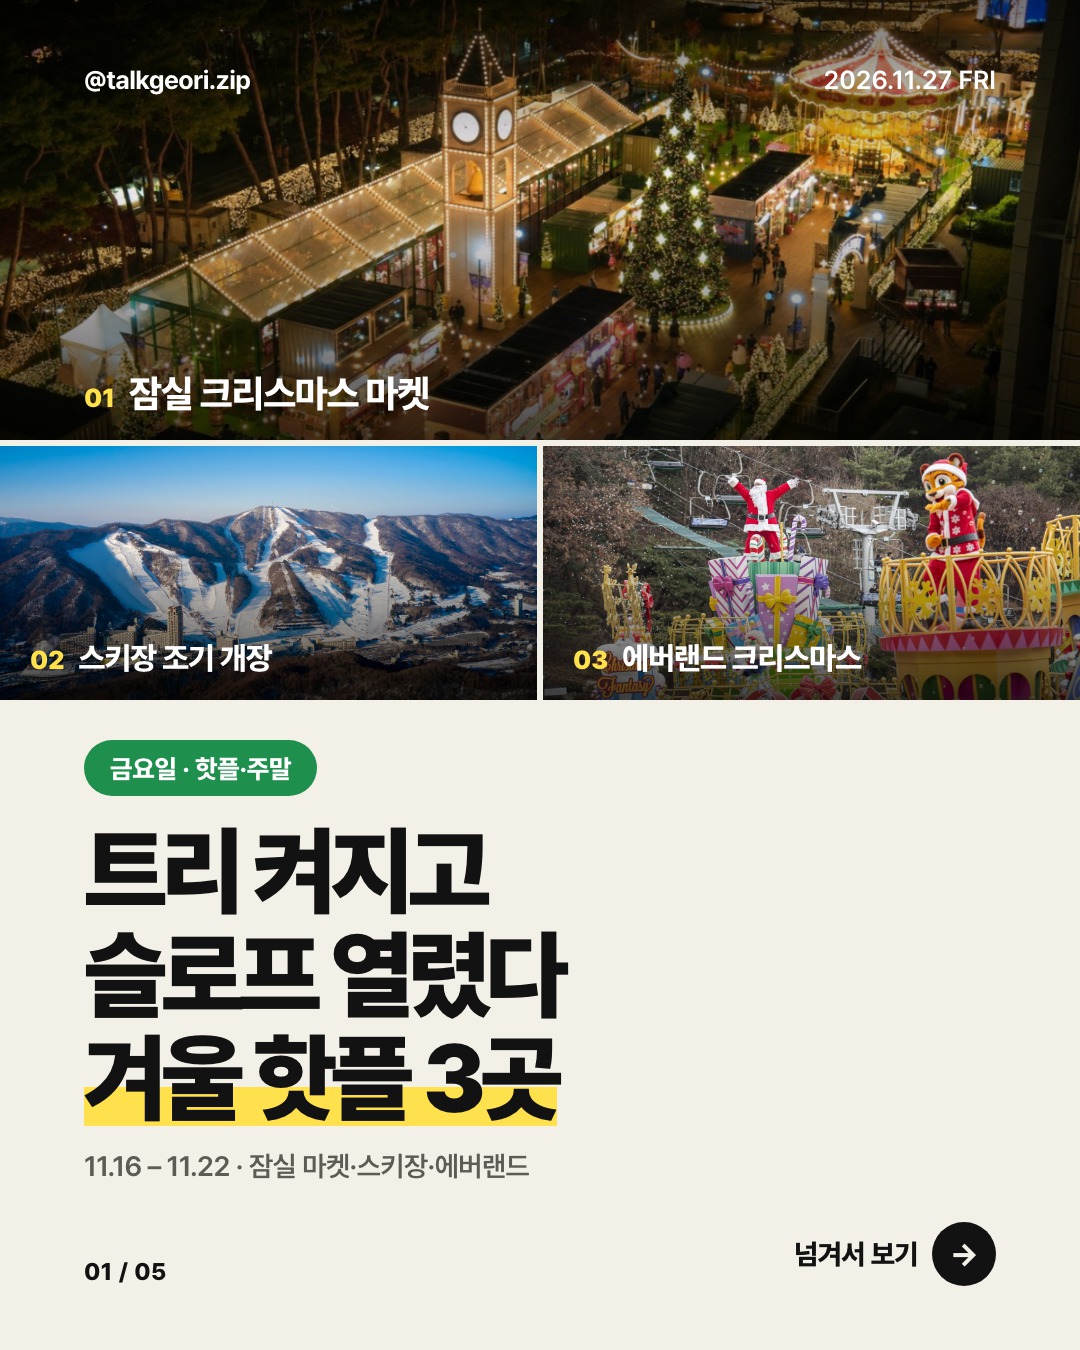 @talkgeori.zip
2026.11.27 FRI
01 잠실 크리스마스 마켓
02 스키장 조기 개장
03 에버랜드 크리스마스
Fantasy
금요일 · 핫플·주말
트리 켜지고
슬로프 열렸다
겨울 핫플 3곳
11.16 – 11.22 · 잠실 마켓·스키장·에버랜드
넘겨서 보기
01 / 05